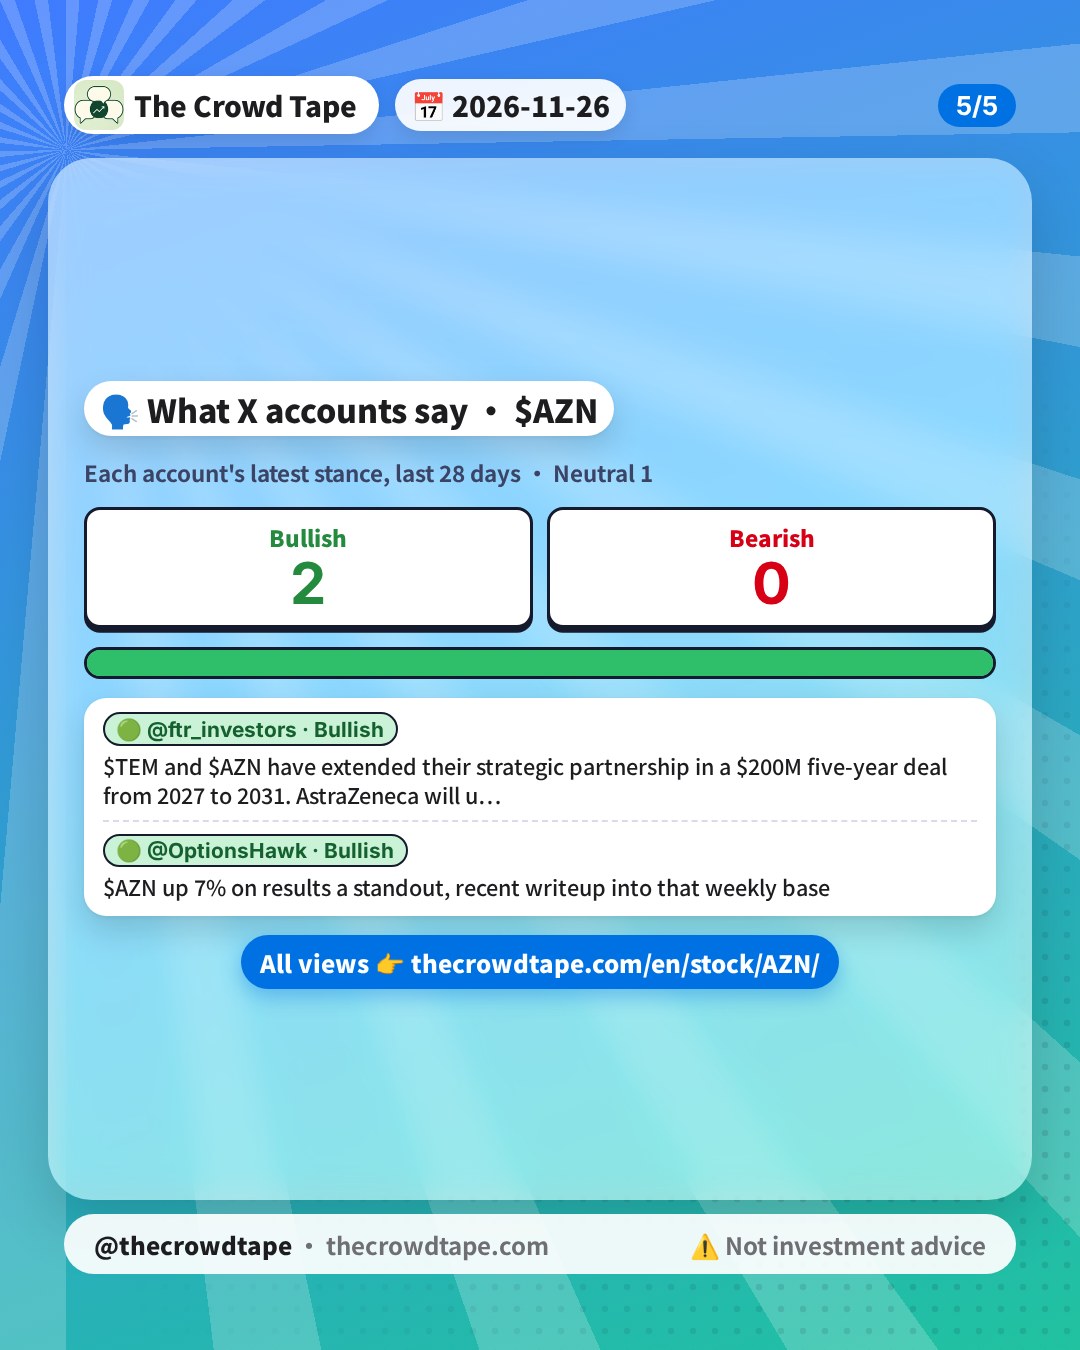 The Crowd Tape
July 17 2026-11-26
5/5
What X accounts say • $AZN
Each account's latest stance, last 28 days • Neutral 1
Bullish
2
Bearish
0
@ftr_investors · Bullish
$TEM and $AZN have extended their strategic partnership in a $200M five-year deal
from 2027 to 2031. AstraZeneca will u…
@OptionsHawk · Bullish
$AZN up 7% on results a standout, recent writeup into that weekly base
All views 👉 thecrowdtape.com/en/stock/AZN/
@thecrowdtape • thecrowdtape.com
⚠️ Not investment advice